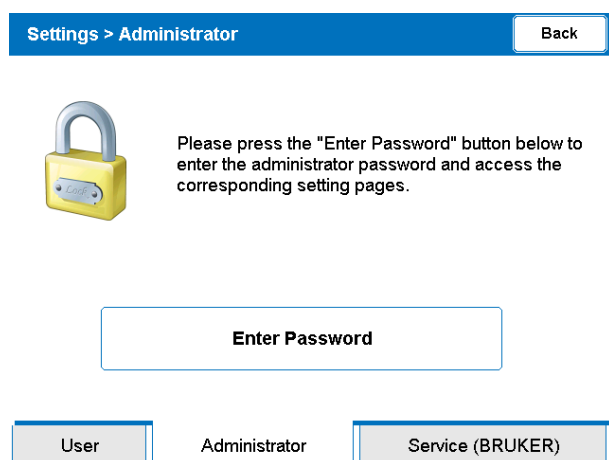 Settings > Administrator
Back
Please press the "Enter Password" button below to
enter the administrator password and access the
corresponding setting pages.
Enter Password
User
Administrator
Service (BRUKER)